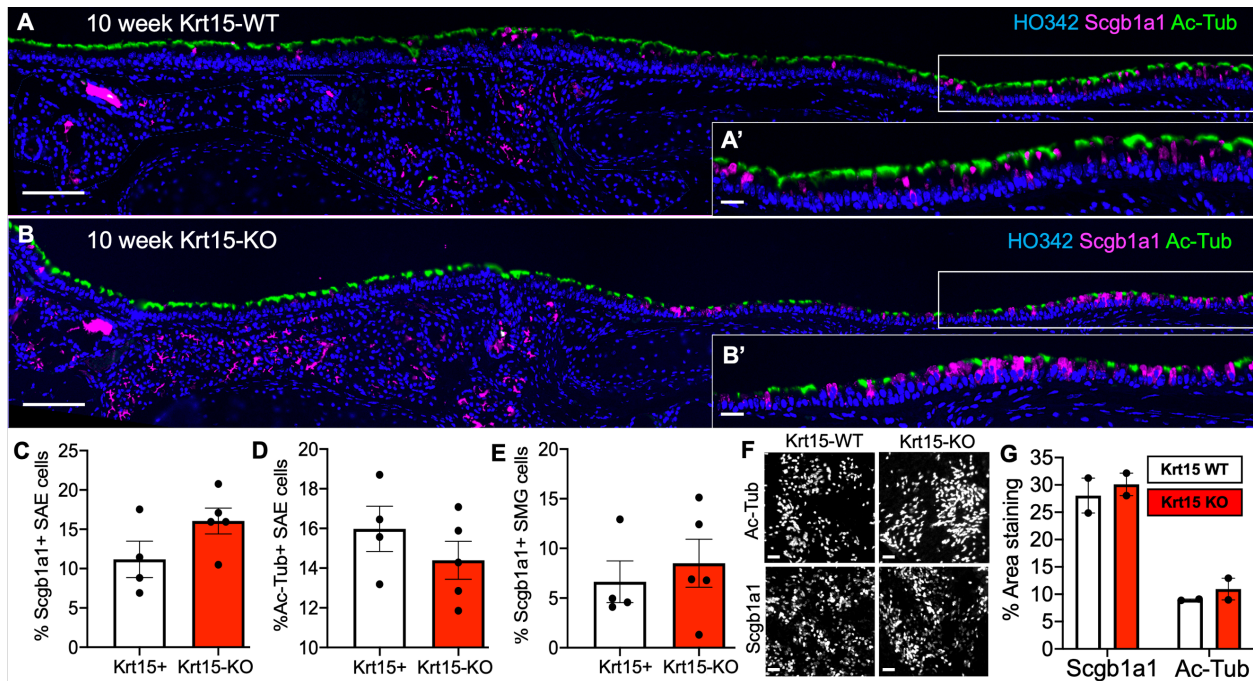 A 10 week Krt15-WT HO342 Scgb1a1 Ac-Tub
A'
B 10 week Krt15-KO HO342 Scgb1a1 Ac-Tub
B'
C
% Scgb1a1+ SAE cells
25
20
15
10
5
0
Krt15+ Krt15-KO
D
%Ac-Tub+ SAE cells
20
18
16
14
12
10
Krt15+ Krt15-KO
E
% Scgb1a1+ SMG cells
20
15
10
5
0
Krt15+ Krt15-KO
F
Krt15-WT Krt15-KO
Ac-Tub
Scgb1a1
G
% Area staining
35
30
25
20
15
10
5
0
Scgb1a1 Ac-Tub
Krt15 WT
Krt15 KO